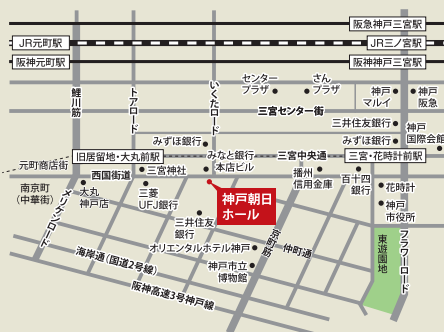 阪急神戸三宮駅
JR元町駅
JR三ノ宮駅
阪神元町駅
阪神神戸三宮駅
鯉川筋
トアロード
いくたロード
センター
プラザ
さん
プラザ
神戸
マルイ
神戸
阪急
三宮センター街
三井住友銀行
神戸
国際会館
みずほ銀行
みずほ銀行
旧居留地・大丸前駅
みなと銀行
本店ビル
三宮中央通
三宮・花時計前駅
元町商店街
西国街道
三宮神社
播州
信用金庫
百十四
銀行
南京町
(中華街)
大丸
神戸店
三菱
UFJ銀行
神戸朝日
ホール
花時計
神戸
市役所
メリケンロード
三井住友
銀行
京町筋
東遊園地
フラワーロード
オリエンタルホテル神戸
仲町通
海岸通(国道2号線)
神戸市立
博物館
阪神高速3号神戸線